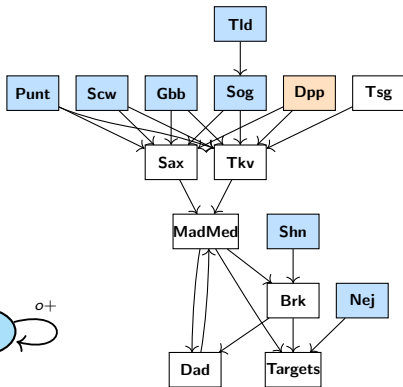 Tld
Punt Scw Gbb Sog Dpp Tsg
Sax Tkv
MadMed Shn
Brk Nej
o+
Dad Targets